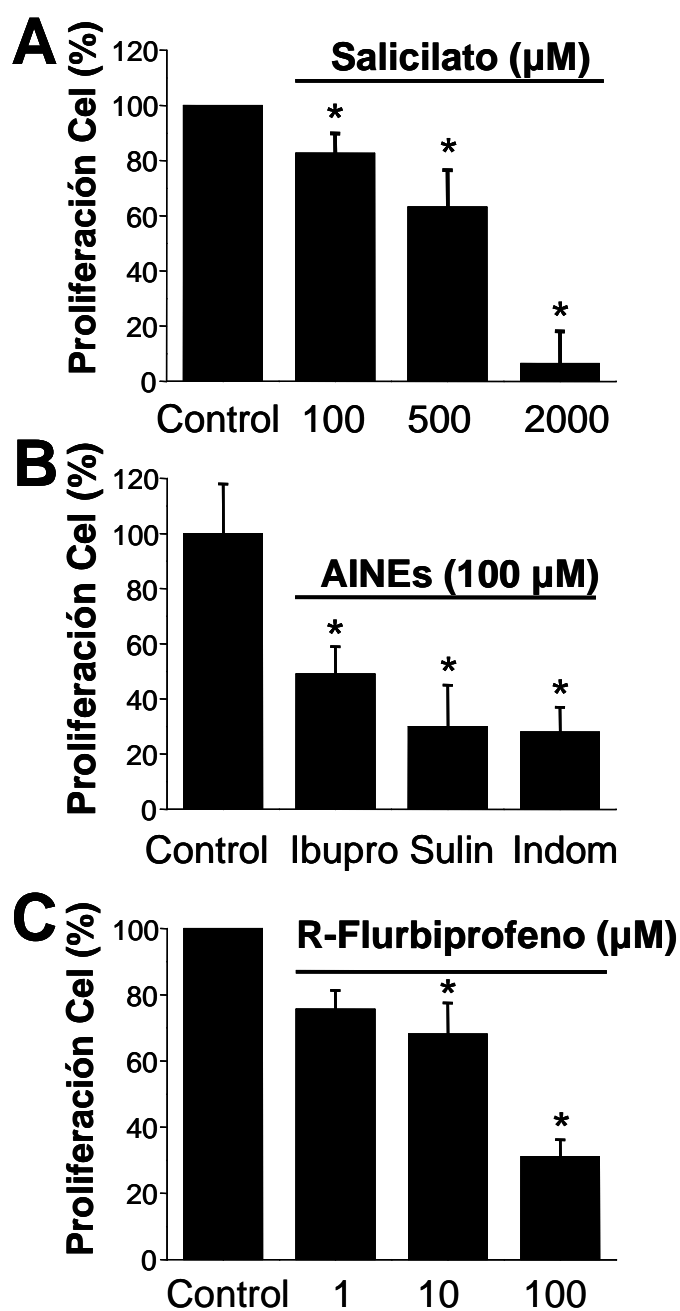 A
Proliferación Cel (%)
Salicilato (µM)
120
100
80
60
40
20
0
*
*
*
Control 100 500 2000
B
Proliferación Cel (%)
AINEs (100 µM)
120
100
80
60
40
20
0
*
*
*
Control Ibupro Sulin Indom
C
Proliferación Cel (%)
R-Flurbiprofeno (µM)
100
80
60
40
20
0
*
*
Control 1 10 100